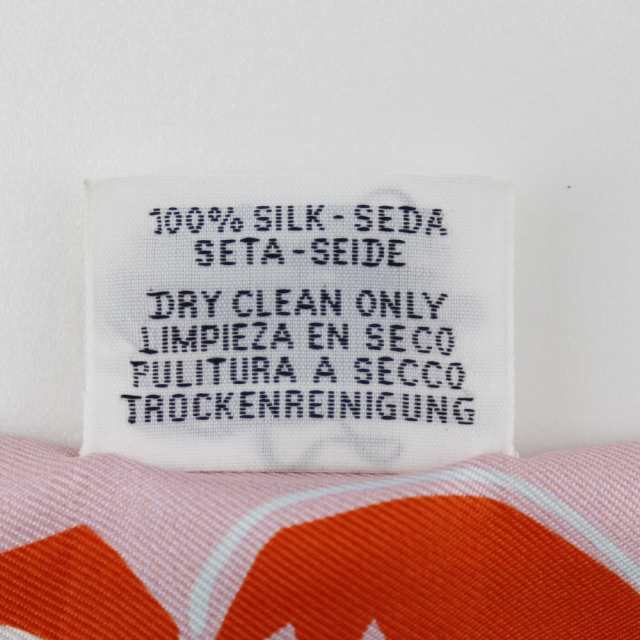 100% SILK-SEDA
SETA-SEIDE
DRY CLEAN ONLY
LIMPIEZA EN SECO
PULITURA A SECCO
TROCKENREINIGUNG